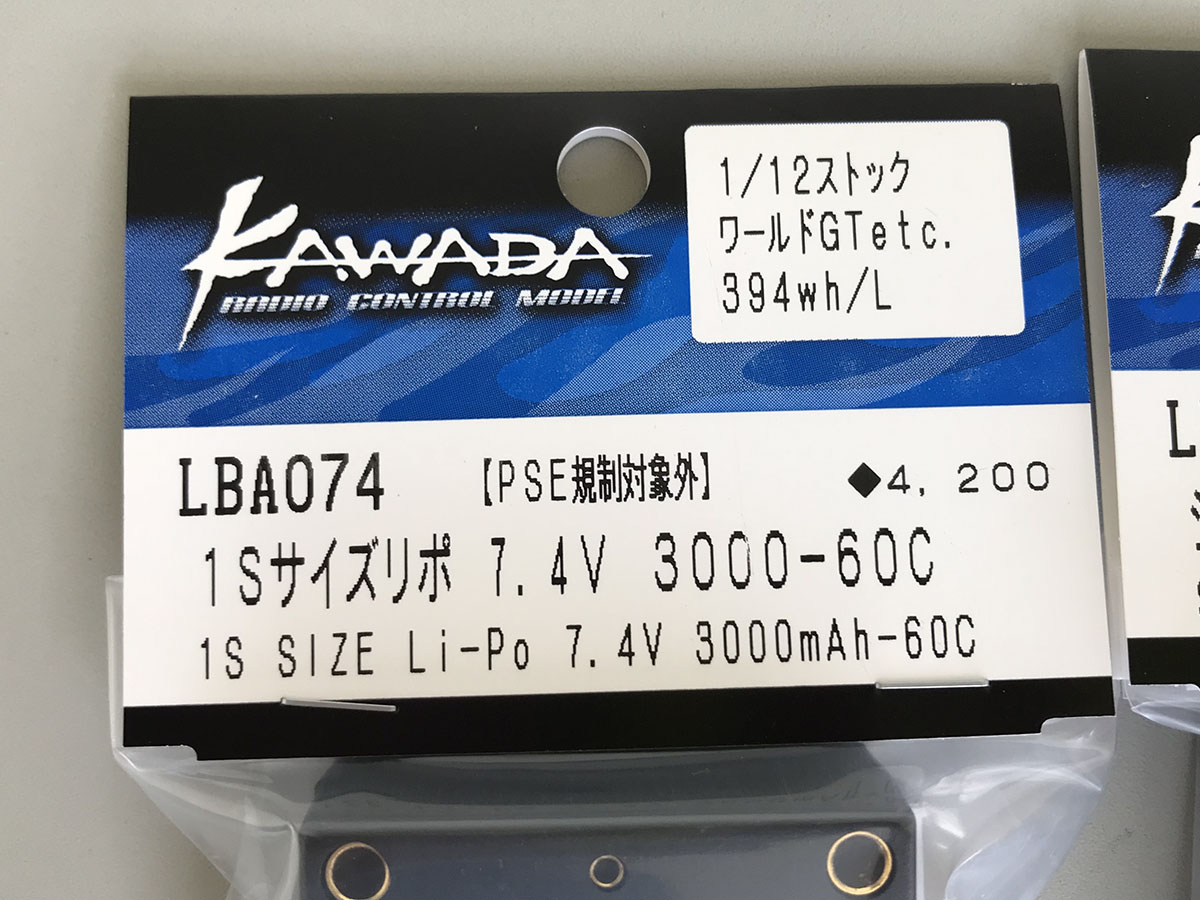 KAWADA
RADIO CONTROL MODEL
1/12ストック
ワールドGTetc.
394wh/L
LBA074 【PSE規制対象外】 ◆4,200
1Sサイズリポ 7.4V 3000-60C
1S SIZE Li-Po 7.4V 3000mAh-60C
L